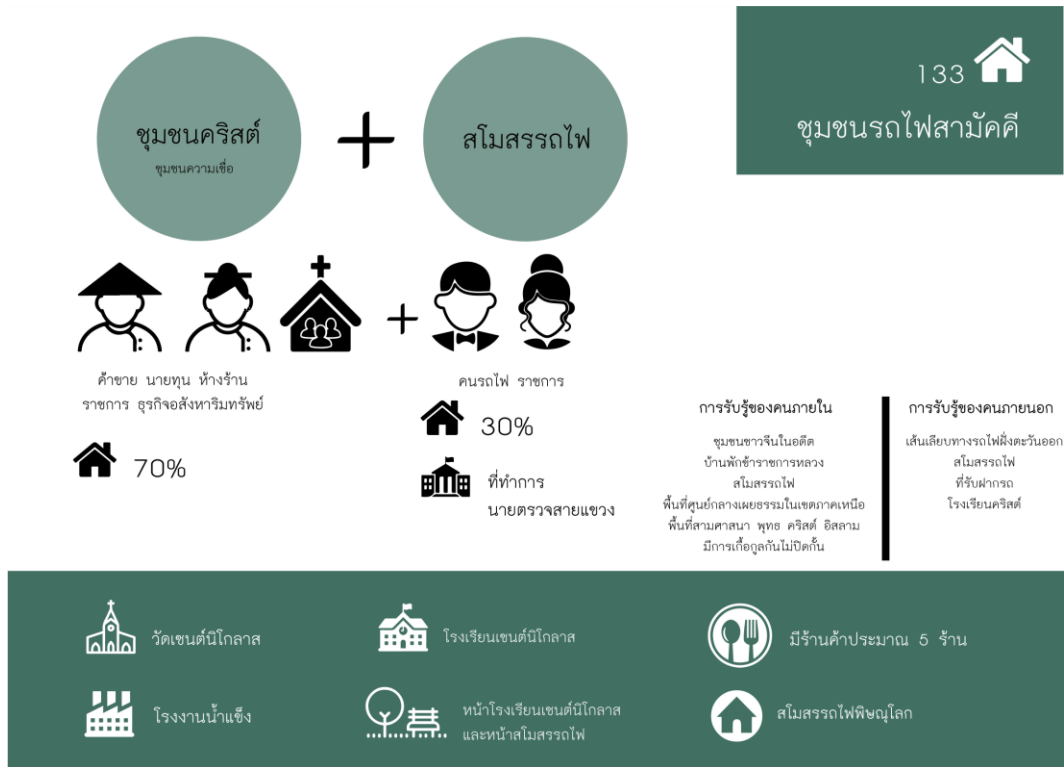 133
ชุมชนรถไฟสามัคคี
ชุมชนคริสต์
ชุมชนความเชื่อ
+
สโมสรรถไฟ
+
ค้าขาย นายทุน ห้างร้าน
ราชการ ธุรกิจอสังหาริมทรัพย์
70%
คนรถไฟ ราชการ
30%
ที่ทำการ
นายตรวจสายแขวง
การรับรู้ของคนภายใน
ชุมชนชาวจีนในอดีต
บ้านพักข้าราชการหลวง
สโมสรรถไฟ
พื้นที่ศูนย์กลางเผยธรรมในเขตภาคเหนือ
พื้นที่สามศาสนา พุทธ คริสต์ อิสลาม
มีการเกื้อกูลกันไม่ปิดกั้น
การรับรู้ของคนภายนอก
เส้นเลียบทางรถไฟฝั่งตะวันออก
สโมสรรถไฟ
ที่รับฝากรถ
โรงเรียนคริสต์
วัดเซนต์นิโกลาส
โรงเรียนเซนต์นิโกลาส
มีร้านค้าประมาณ 5 ร้าน
โรงงานน้ำแข็ง
หน้าโรงเรียนเซนต์นิโกลาส
และหน้าสโมสรรถไฟ
สโมสรรถไฟพิษณุโลก